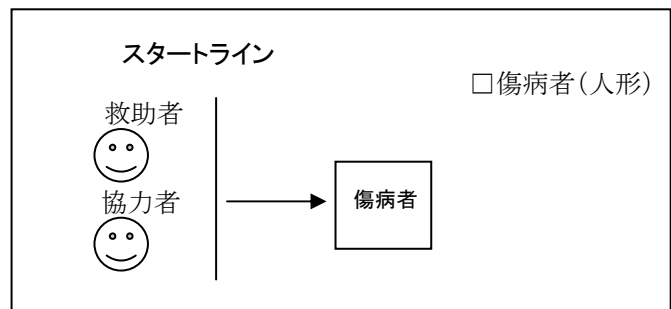 スタートライン
□傷病者(人形)
救助者
協力者
傷病者